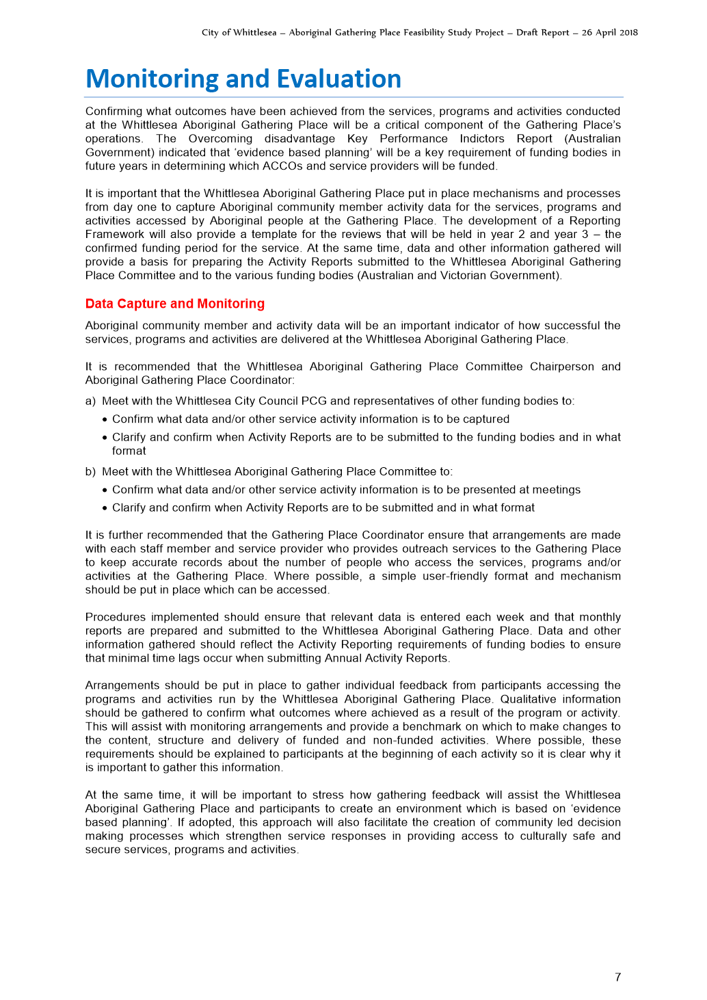 City of Whittlesea – Aboriginal Gathering Place Feasibility Study Project – Draft Report – 26 April 2018
Monitoring and Evaluation
Confirming what outcomes have been achieved from the services, programs and activities conducted
at the Whittlesea Aboriginal Gathering Place will be a critical component of the Gathering Place's
operations. The Overcoming disadvantage Key Performance Indictors Report (Australian
Government) indicated that 'evidence based planning' will be a key requirement of funding bodies in
future years in determining which ACCOs and service providers will be funded.
It is important that the Whittlesea Aboriginal Gathering Place put in place mechanisms and processes
from day one to capture Aboriginal community member activity data for the services, programs and
activities accessed by Aboriginal people at the Gathering Place. The development of a Reporting
Framework will also provide a template for the reviews that will be held in year 2 and year 3 – the
confirmed funding period for the service. At the same time, data and other information gathered will
provide a basis for preparing the Activity Reports submitted to the Whittlesea Aboriginal Gathering
Place Committee and to the various funding bodies (Australian and Victorian Government).
Data Capture and Monitoring
Aboriginal community member and activity data will be an important indicator of how successful the
services, programs and activities are delivered at the Whittlesea Aboriginal Gathering Place.
It is recommended that the Whittlesea Aboriginal Gathering Place Committee Chairperson and
Aboriginal Gathering Place Coordinator:
a) Meet with the Whittlesea City Council PCG and representatives of other funding bodies to:
• Confirm what data and/or other service activity information is to be captured
• Clarify and confirm when Activity Reports are to be submitted to the funding bodies and in what
format
b) Meet with the Whittlesea Aboriginal Gathering Place Committee to:
• Confirm what data and/or other service activity information is to be presented at meetings
• Clarify and confirm when Activity Reports are to be submitted and in what format
It is further recommended that the Gathering Place Coordinator ensure that arrangements are made
with each staff member and service provider who provides outreach services to the Gathering Place
to keep accurate records about the number of people who access the services, programs and/or
activities at the Gathering Place. Where possible, a simple user-friendly format and mechanism
should be put in place which can be accessed.
Procedures implemented should ensure that relevant data is entered each week and that monthly
reports are prepared and submitted to the Whittlesea Aboriginal Gathering Place. Data and other
information gathered should reflect the Activity Reporting requirements of funding bodies to ensure
that minimal time lags occur when submitting Annual Activity Reports.
Arrangements should be put in place to gather individual feedback from participants accessing the
programs and activities run by the Whittlesea Aboriginal Gathering Place. Qualitative information
should be gathered to confirm what outcomes where achieved as a result of the program or activity.
This will assist with monitoring arrangements and provide a benchmark on which to make changes to
the content, structure and delivery of funded and non-funded activities. Where possible, these
requirements should be explained to participants at the beginning of each activity so it is clear why it
is important to gather this information.
At the same time, it will be important to stress how gathering feedback will assist the Whittlesea
Aboriginal Gathering Place and participants to create an environment which is based on 'evidence
based planning'. If adopted, this approach will also facilitate the creation of community led decision
making processes which strengthen service responses in providing access to culturally safe and
secure services, programs and activities.
7